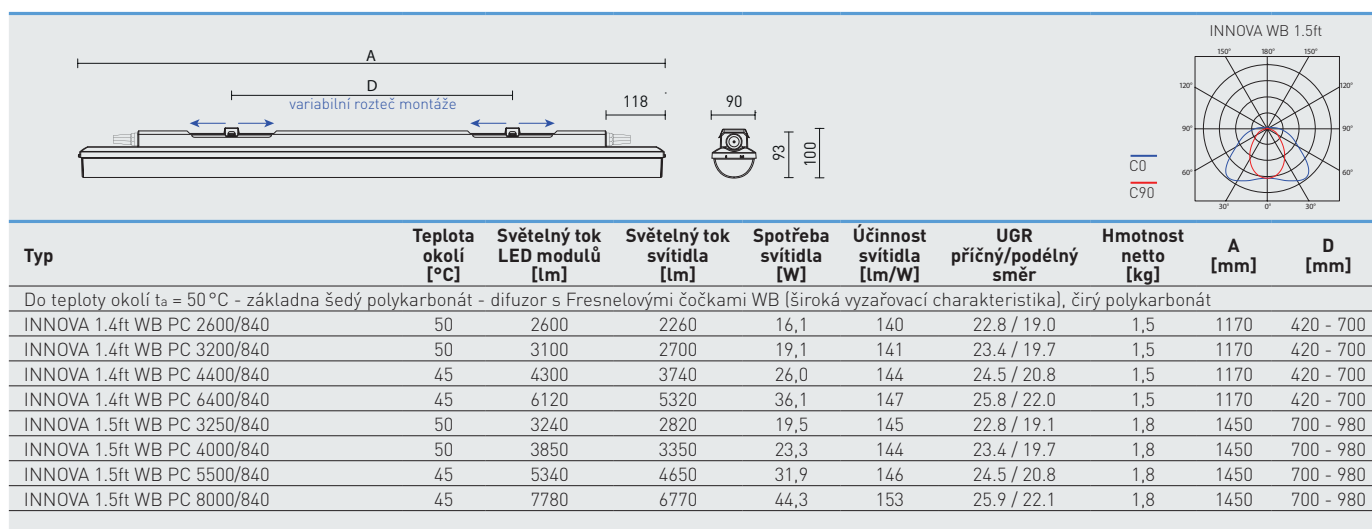 INNOVA WB 1.5ft
150° 180° 150°
120° 120°
90° 90°
60° 60°
30° 0° 30°
C0
C90
A
D
variabilní rozteč montáže
118
90
93
100
Typ Teplota okolí [°C] Světelný tok LED modulů [lm] Světelný tok svítidla [lm] Spotřeba svítidla [W] Účinnost svítidla [lm/W] UGR příčný/podélný směr Hmotnost netto [kg] A [mm] D [mm]
Do teploty okolí ta = 50°C - základna šedý polykarbonát - difuzor s Fresnelovými čočkami WB (široká vyzařovací charakteristika), čirý polykarbonát
INNOVA 1.4ft WB PC 2600/840 50 2600 2260 16,1 140 22.8 / 19.0 1,5 1170 420 - 700
INNOVA 1.4ft WB PC 3200/840 50 3100 2700 19,1 141 23.4 / 19.7 1,5 1170 420 - 700
INNOVA 1.4ft WB PC 4400/840 45 4300 3740 26,0 144 24.5 / 20.8 1,5 1170 420 - 700
INNOVA 1.4ft WB PC 6400/840 45 6120 5320 36,1 147 25.8 / 22.0 1,5 1170 420 - 700
INNOVA 1.5ft WB PC 3250/840 50 3240 2820 19,5 145 22.8 / 19.1 1,8 1450 700 - 980
INNOVA 1.5ft WB PC 4000/840 50 3850 3350 23,3 144 23.4 / 19.7 1,8 1450 700 - 980
INNOVA 1.5ft WB PC 5500/840 45 5340 4650 31,9 146 24.5 / 20.8 1,8 1450 700 - 980
INNOVA 1.5ft WB PC 8000/840 45 7780 6770 44,3 153 25.9 / 22.1 1,8 1450 700 - 980